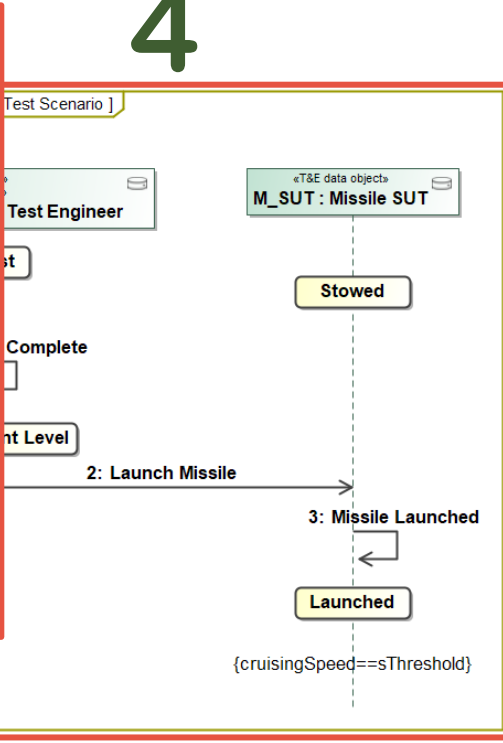 4
Test Scenario ]
«T&E data object»
M_SUT : Missile SUT
Test Engineer
Stowed
Complete
nt Level
2: Launch Missile
3: Missile Launched
Launched
{cruisingSpeed==sThreshold}